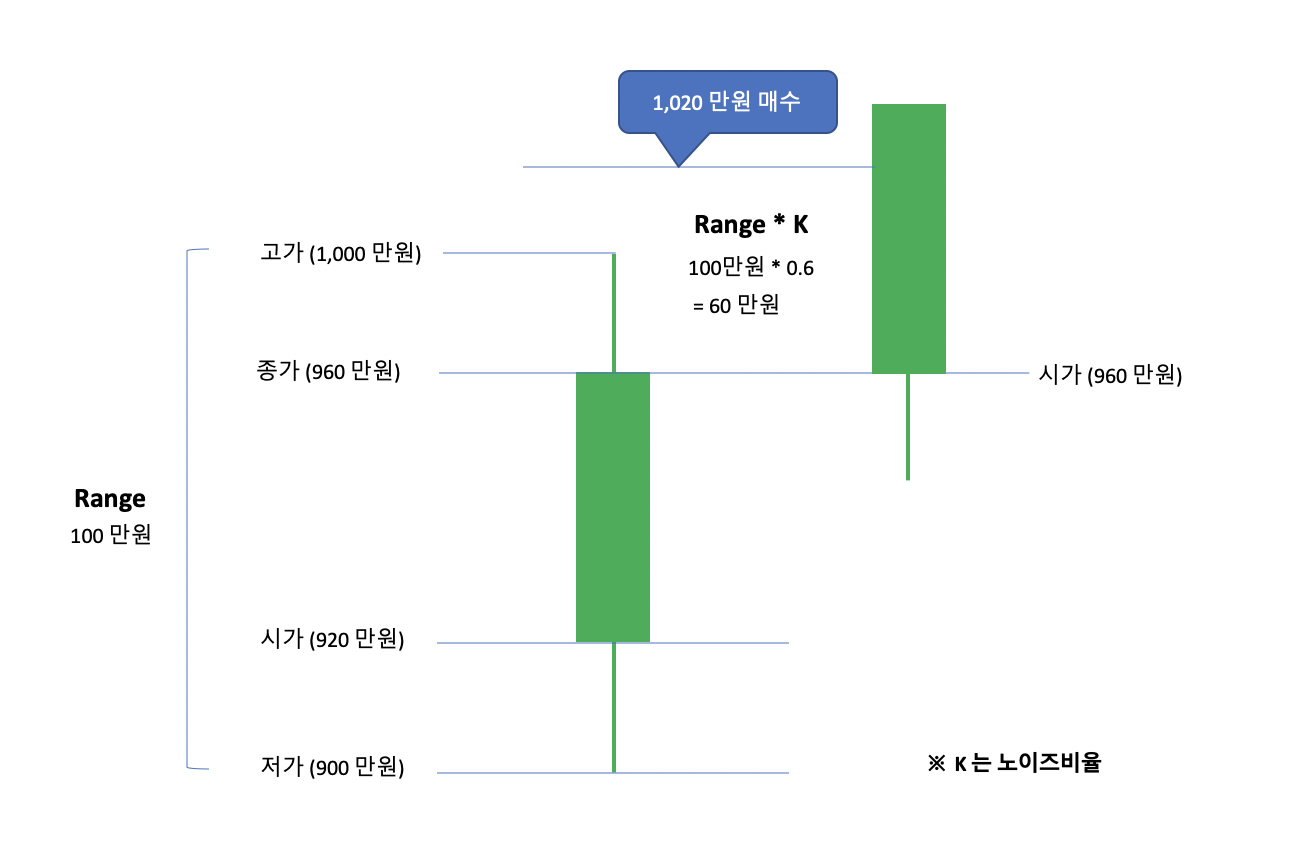 1,020 만원 매수
Range * K
고가 (1,000 만원)
100만원 * 0.6
= 60 만원
종가 (960 만원)
시가 (960 만원)
Range
100 만원
시가 (920 만원)
저가 (900 만원)
※ K 는 노이즈비율